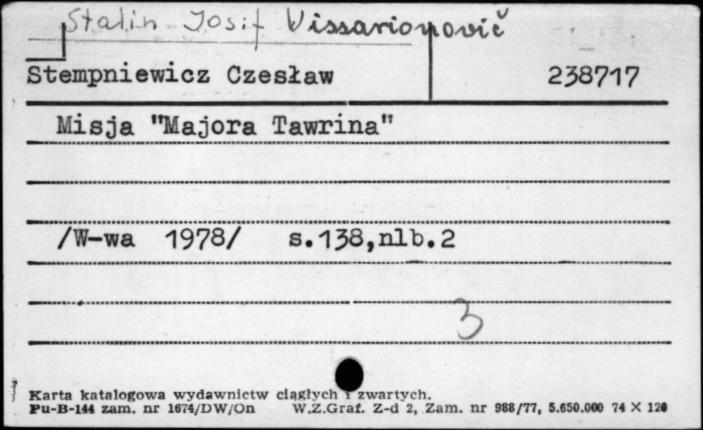 Stalin Josif Vissarionovič
Stempniewicz Czesław 238717
Misja "Majora Tawrina"
/W-wa 1978/ s.138,nlb.2
3
Karta katalogowa wydawnictw ciągłych i zwartych.
Pu-B-144 zam. nr 1674/DW/On W.Z.Graf. Z-d 2, Zam. nr 988/77, 5.650.000 74 X 120